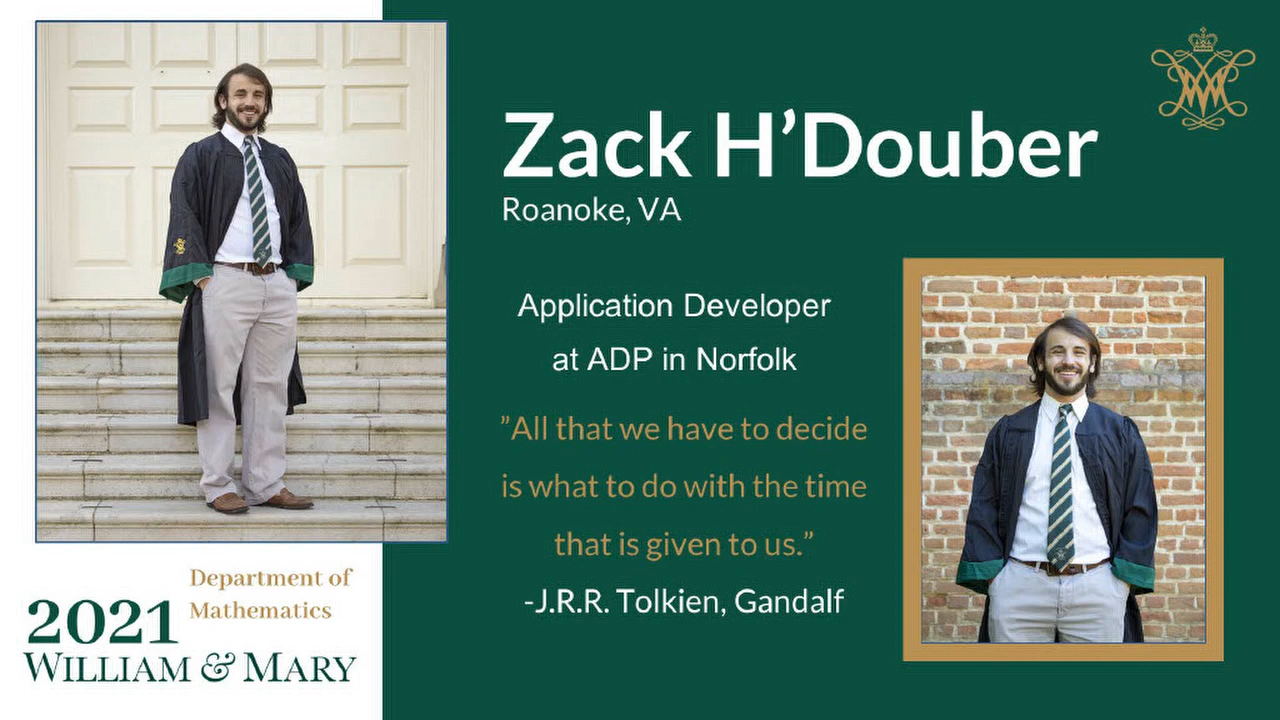 Zack H’Douber
Roanoke, VA
Application Developer
at ADP in Norfolk
”All that we have to decide
is what to do with the time
that is given to us.”
-J.R.R. Tolkien, Gandalf
Department of
Mathematics
2021
WILLIAM & MARY